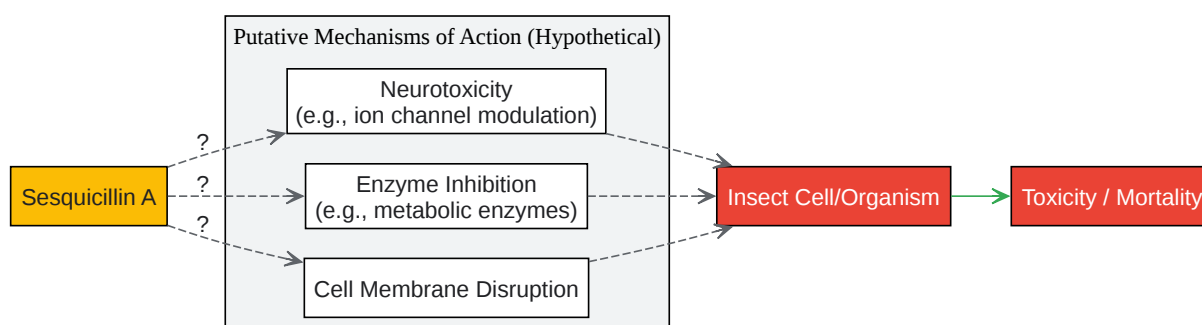 Putative Mechanisms of Action (Hypothetical)
Neurotoxicity
(e.g., ion channel modulation)
?
Sesquicillin A
?
Enzyme Inhibition
(e.g., metabolic enzymes)
Insect Cell/Organism
Toxicity / Mortality
?
Cell Membrane Disruption